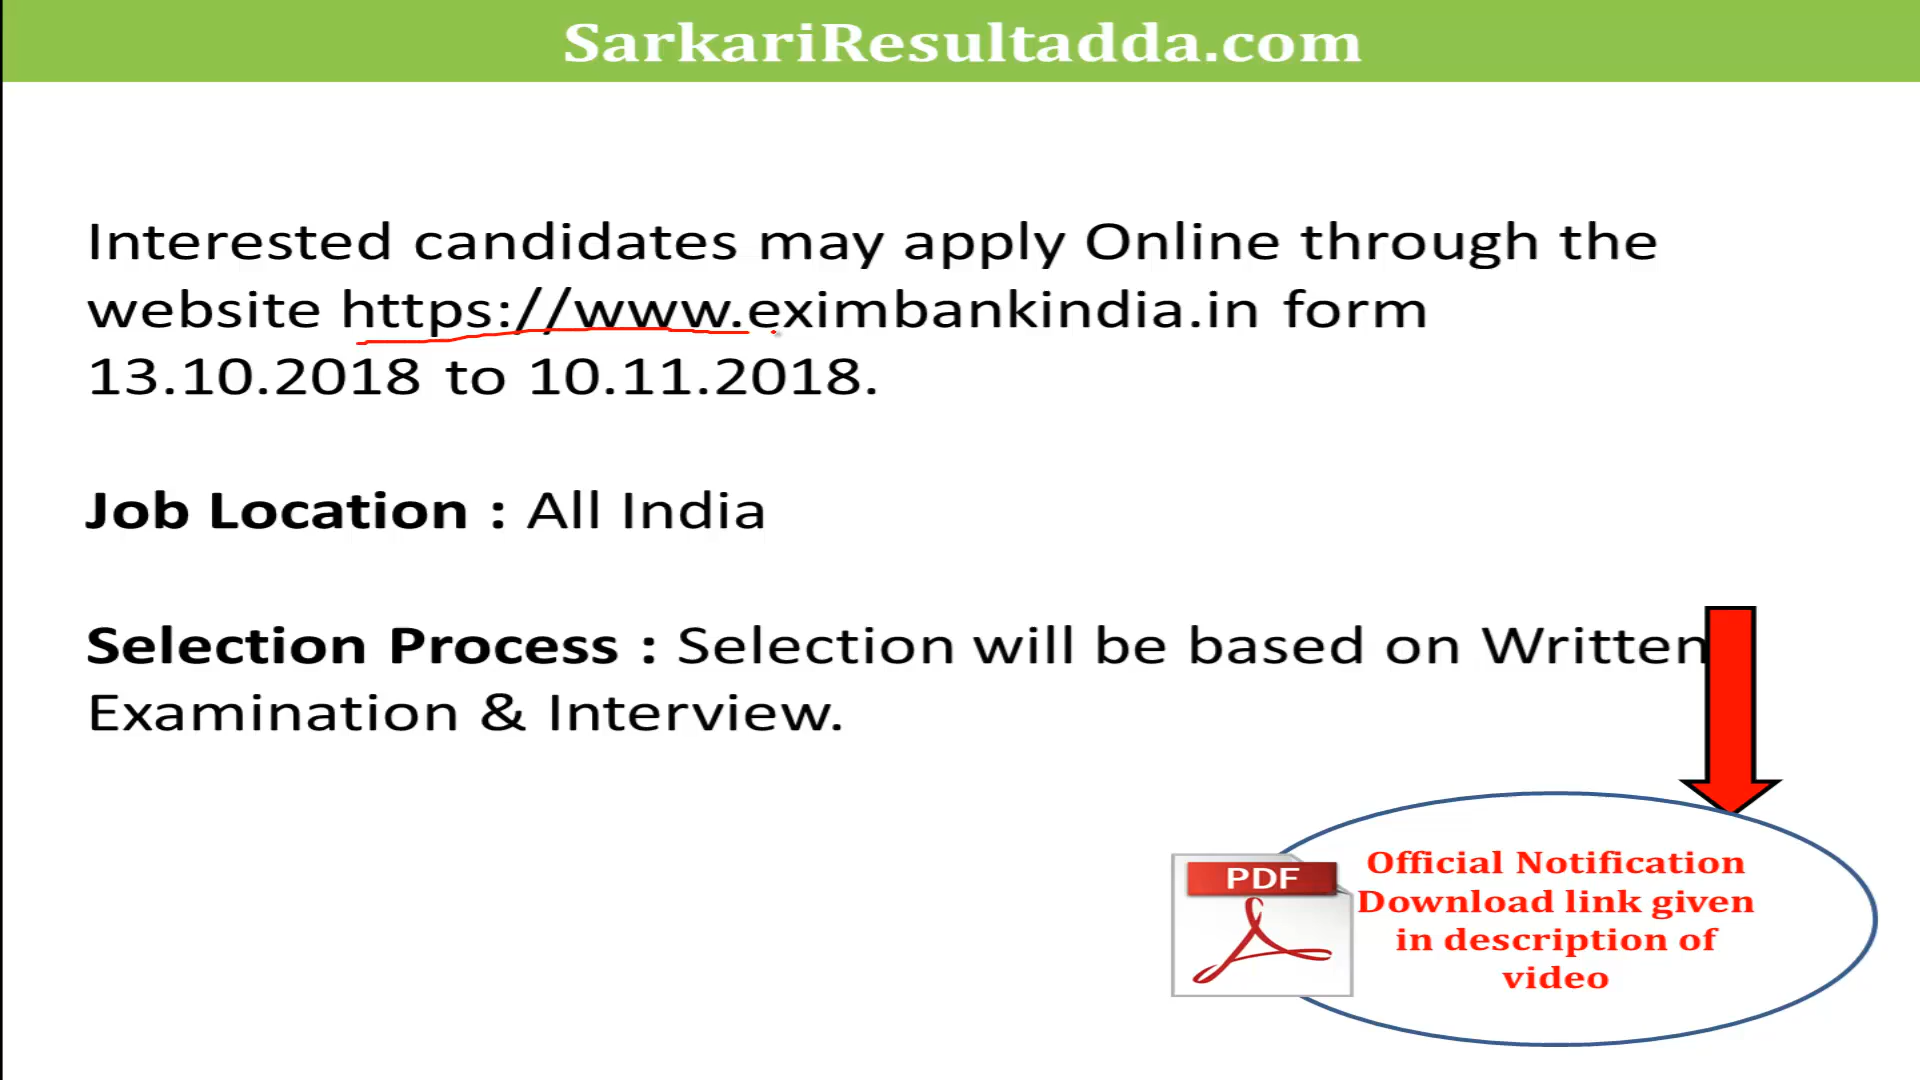 SarkariResultadda.com
Interested candidates may apply Online through the
website https://www.eximbankindia.in form
13.10.2018 to 10.11.2018.
Job Location : All India
Selection Process : Selection will be based on Written
Examination & Interview.
PDF
Official Notification
Download link given
in description of
video